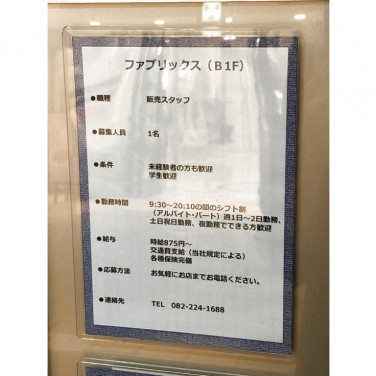 ファブリックス（B1F）
●職種 販売スタッフ
●募集人員 1名
●条件 未経験者の方も歓迎
学生歓迎
●勤務時間 9:30~20:10の間のシフト制
（アルバイト・パート）週1日~2日勤務、
土日祝日勤務、夜勤務でできる方歓迎
●給与 時給875円~
交通費支給（当社規定による）
各種保険完備
●応募方法 お気軽にお店までお電話ください。
●連絡先 TEL 082-224-1688